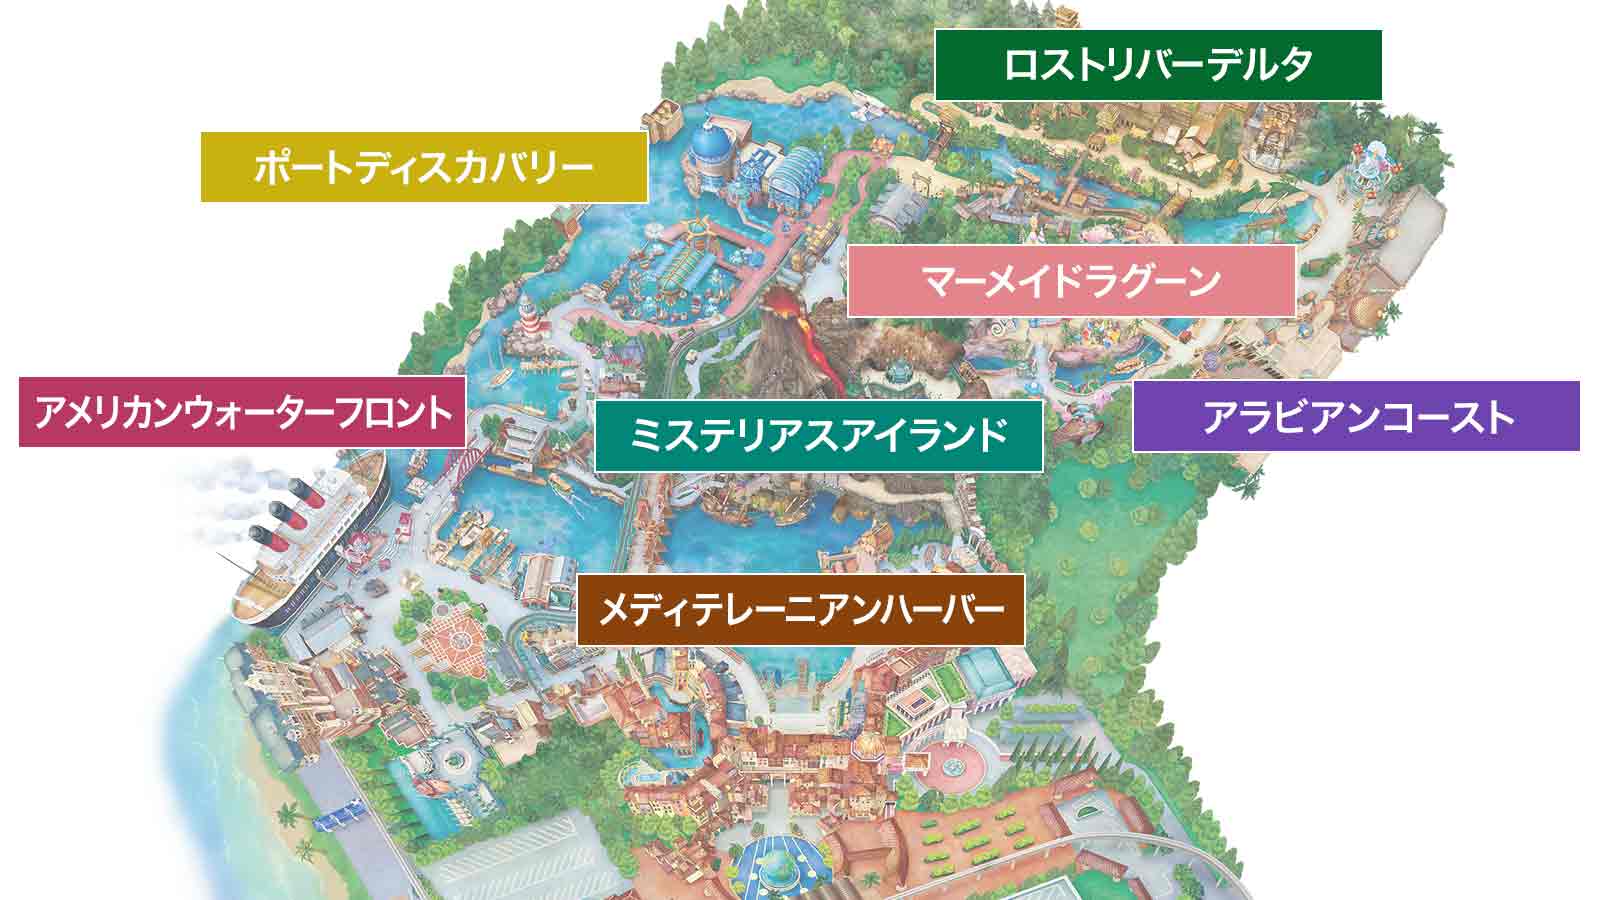 ロストリバーデルタ
ポートディスカバリー
マーメイドラグーン
アメリカンウォーターフロント
ミステリアスアイランド
アラビアンコースト
メディテレーニアンハーバー